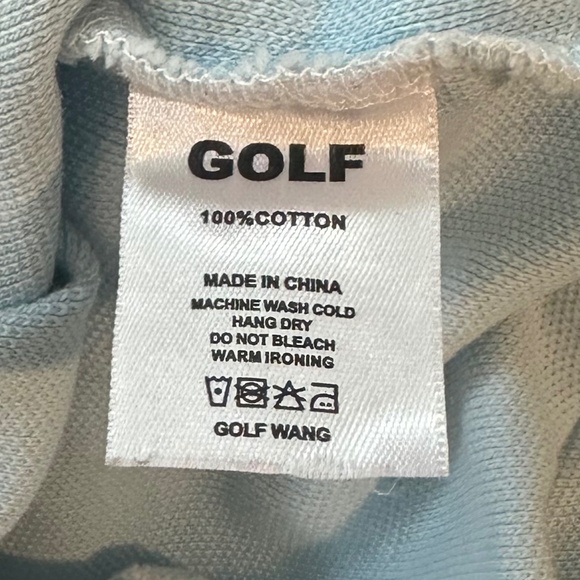 GOLF
100%COTTON
MADE IN CHINA
MACHINE WASH COLD
HANG DRY
DO NOT BLEACH
WARM IRONING
GOLF WANG